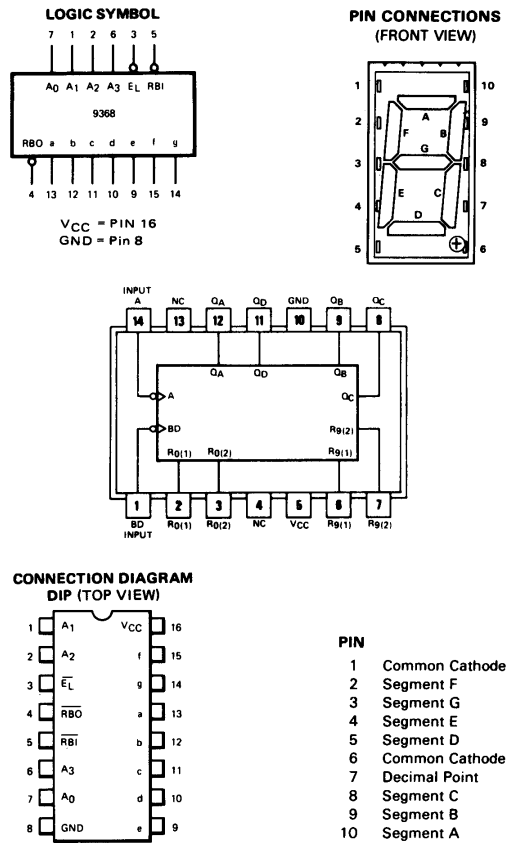 LOGIC SYMBOL
7 1 2 6 3 5
A0 A1 A2 A3 EL RBI
9368
RBO a b c d e f g
4 13 12 11 10 9 15 14
VCC = PIN 16
GND = Pin 8
PIN CONNECTIONS
(FRONT VIEW)
1 10
A
2 F B 9
3 G 8
4 E C 7
D
5 6
INPUT
A NC QA QD GND QB QC
14 13 12 11 10 9 8
QA QD QB
A QC
BD R9(2)
R0(1) R0(2) R9(1)
1 2 3 4 5 6 7
BD R0(1) R0(2) NC VCC R9(1) R9(2)
INPUT
CONNECTION DIAGRAM
DIP (TOP VIEW)
1 A1 VCC 16
2 A2 f 15
3 E̅L̅ g 14
4 R̅B̅O̅ a 13
5 R̅B̅I̅ b 12
6 A3 c 11
7 A0 d 10
8 GND e 9
PIN
1 Common Cathode
2 Segment F
3 Segment G
4 Segment E
5 Segment D
6 Common Cathode
7 Decimal Point
8 Segment C
9 Segment B
10 Segment A